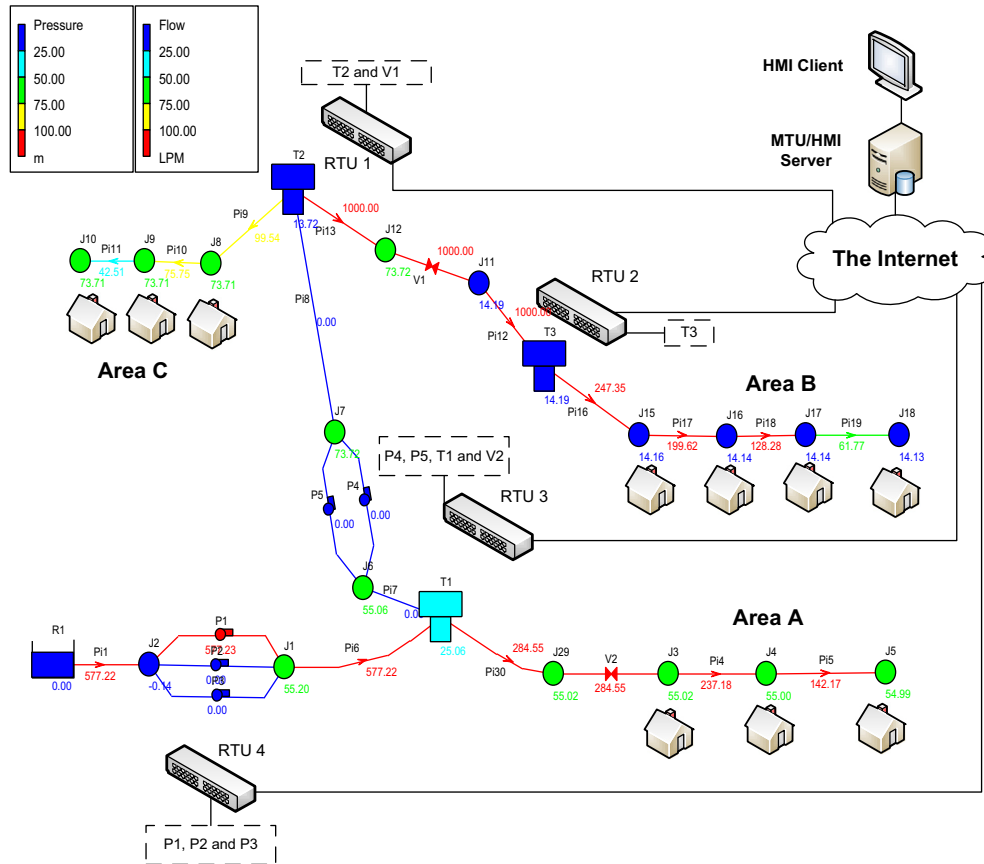 Pressure
25.00
50.00
75.00
100.00
m
Flow
25.00
50.00
75.00
100.00
LPM
T2 and V1
RTU 1
HMI Client
MTU/HMI
Server
The Internet
T2
13.72
Pi9
99.54
Pi13
1000.00
J12
73.72
1000.00
V1
J11
14.19
J10
Pi11
J9
Pi10
J8
42.51
75.75
73.71
73.71
73.71
Area C
Pi8
0.00
RTU 2
T3
1000.00
Pi12
T3
14.19
247.35
Pi16
Area B
J15
Pi17
J16
Pi18
J17
Pi19
J18
199.62
128.28
61.77
14.16
14.14
14.14
14.13
J7
73.72
P4, P5, T1 and V2
RTU 3
P5
P4
0.00
0.00
J6
Pi7
55.06
T1
25.06
Area A
R1
0.00
Pi1
577.22
J2
-0.14
P1
577.23
P2
0.00
P3
0.00
J1
55.20
Pi6
577.22
284.55
Pi30
J29
V2
J3
Pi4
J4
Pi5
J5
55.02
284.55
55.02
237.18
55.00
142.17
54.99
RTU 4
P1, P2 and P3